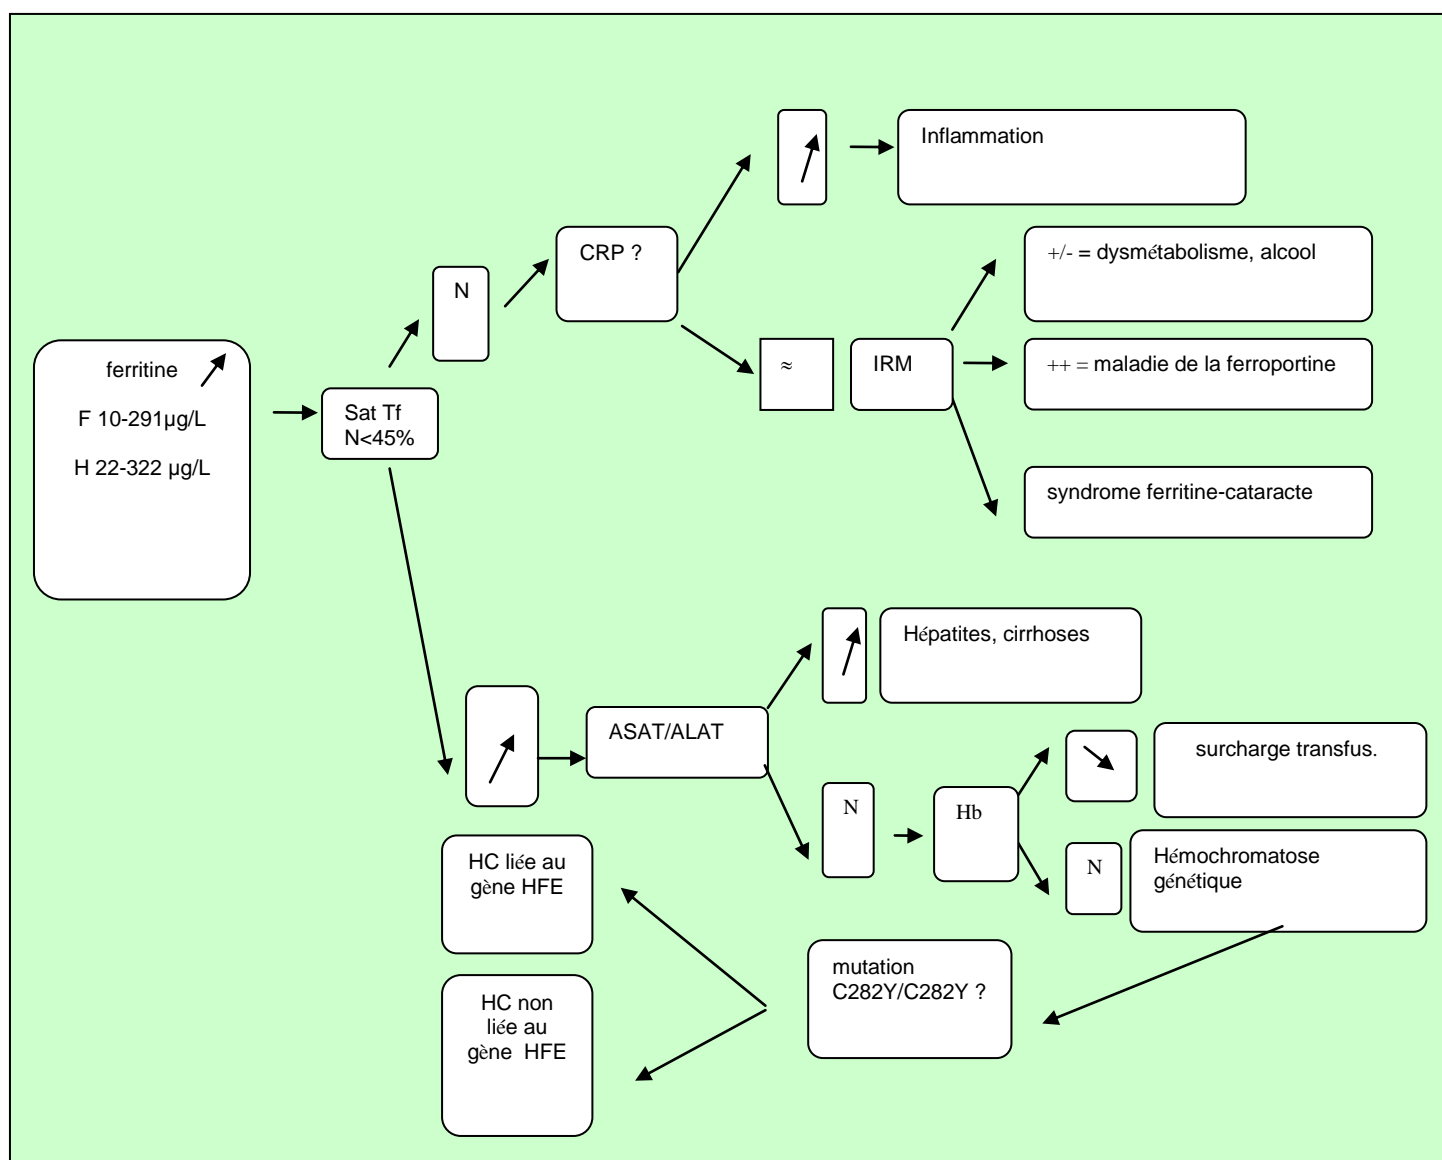 Inflammation
CRP ?
+/- = dysmétabolisme, alcool
N
ferritine
F 10-291µg/L
H 22-322 µg/L
Sat Tf
N<45%
≈
IRM
++ = maladie de la ferroportine
syndrome ferritine-cataracte
Hépatites, cirrhoses
ASAT/ALAT
surcharge transfus.
N
Hb
N
Hémochromatose
génétique
HC liée au
gène HFE
mutation
C282Y/C282Y ?
HC non
liée au
gène  HFE